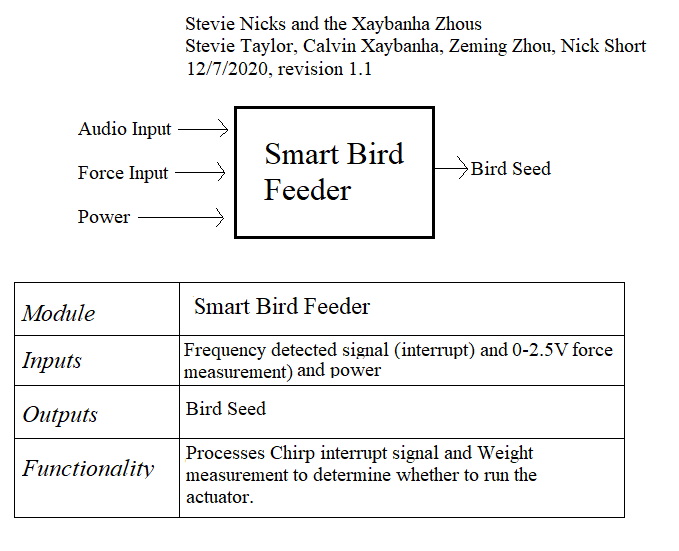 Stevie Nicks and the Xaybanha Zhous
Stevie Taylor, Calvin Xaybanha, Zeming Zhou, Nick Short
12/7/2020, revision 1.1
Audio Input
Force Input
Power
Smart Bird
Feeder
Bird Seed
Module
Smart Bird Feeder
Inputs
Frequency detected signal (interrupt) and 0-2.5V force
measurement) and power
Outputs
Bird Seed
Functionality
Processes Chirp interrupt signal and Weight
measurement to determine whether to run the
actuator.